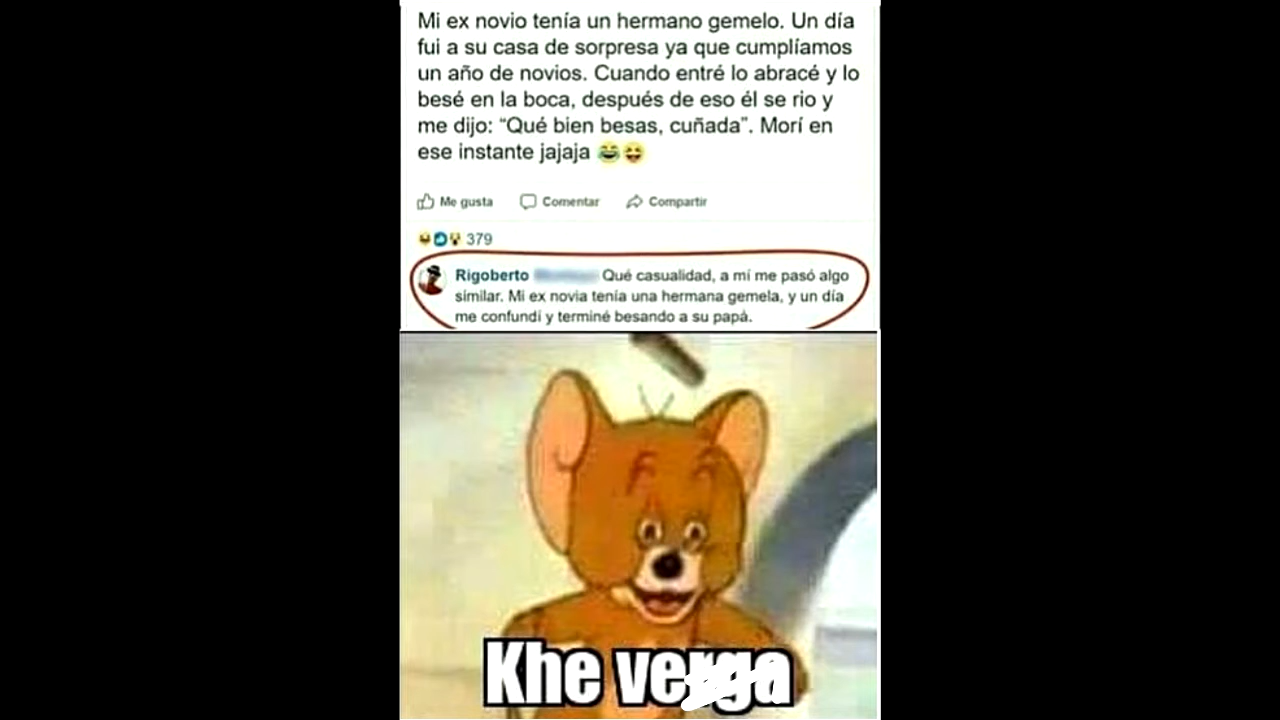 Mi ex novio tenía un hermano gemelo. Un día
fui a su casa de sorpresa ya que cumplíamos
un año de novios. Cuando entré lo abracé y lo
besé en la boca, después de eso él se rio y
me dijo: “Qué bien besas, cuñada”. Morí en
ese instante jajaja 😂😝
Me gusta Comentar Compartir
379
Rigoberto Qué casualidad, a mí me pasó algo
similar. Mi ex novia tenía una hermana gemela, y un día
me confundí y terminé besando a su papá.
Khe verga